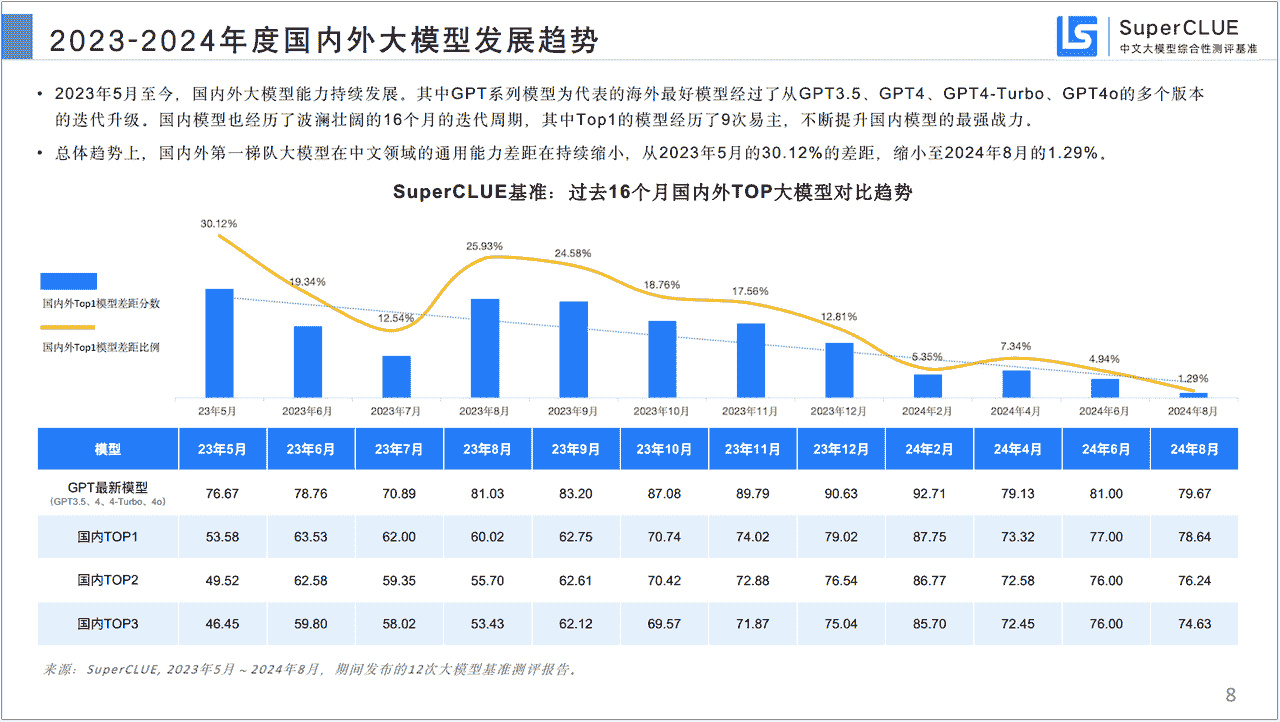 2023-2024年度国内外大模型发展趋势
SuperCLUE
中文大模型综合性测评基准
• 2023年5月至今，国内外大模型能力持续发展。其中GPT系列模型为代表的海外最好模型经过了从GPT3.5、GPT4、GPT4-Turbo、GPT4o的多个版本
的迭代升级。国内模型也经历了波澜壮阔的16个月的迭代周期，其中Top1的模型经历了9次易主，不断提升国内模型的最强战力。
• 总体趋势上，国内外第一梯队大模型在中文领域的通用能力差距在持续缩小，从2023年5月的30.12%的差距，缩小至2024年8月的1.29%。
SuperCLUE基准：过去16个月国内外TOP大模型对比趋势
国内外Top1模型差距分数
国内外Top1模型差距比例
30.12% 19.34% 12.54% 25.93% 24.58% 18.76% 17.56% 12.81% 5.35% 7.34% 4.94% 1.29%
23年5月 2023年6月 2023年7月 2023年8月 2023年9月 2023年10月 2023年11月 2023年12月 2024年2月 2024年4月 2024年6月 2024年8月
模型 23年5月 23年6月 23年7月 23年8月 23年9月 23年10月 23年11月 23年12月 24年2月 24年4月 24年6月 24年8月
GPT最新模型 76.67 78.76 70.89 81.03 83.20 87.08 89.79 90.63 92.71 79.13 81.00 79.67
(GPT3.5、4、4-Turbo、4o)
国内TOP1 53.58 63.53 62.00 60.02 62.75 70.74 74.02 79.02 87.75 73.32 77.00 78.64
国内TOP2 49.52 62.58 59.35 55.70 62.61 70.42 72.88 76.54 86.77 72.58 76.00 76.24
国内TOP3 46.45 59.80 58.02 53.43 62.12 69.57 71.87 75.04 85.70 72.45 76.00 74.63
来源：SuperCLUE, 2023年5月 ~ 2024年8月，期间发布的12次大模型基准测评报告。
8